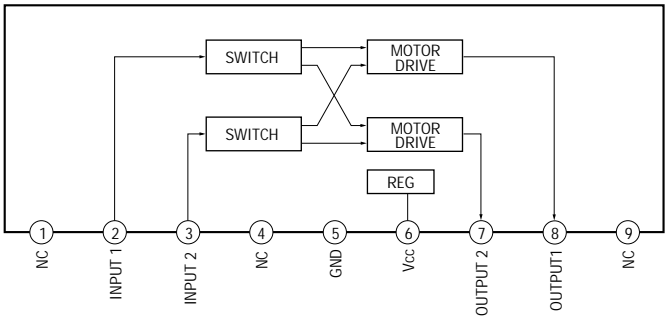 SWITCH
MOTOR
DRIVE
SWITCH
MOTOR
DRIVE
REG
1
2
3
4
5
6
7
8
9
NC
INPUT 1
INPUT 2
NC
GND
Vcc
OUTPUT 2
OUTPUT1
NC